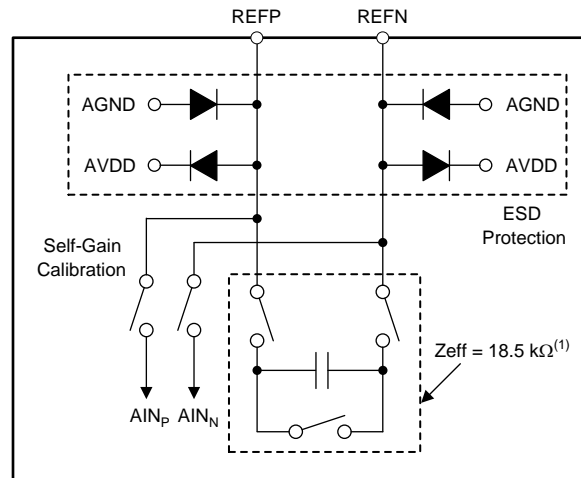 REFP REFN
AGND AGND
AVDD AVDD
ESD
Protection
Self-Gain
Calibration
Zeff = 18.5 kΩ(1)
AINP AINN